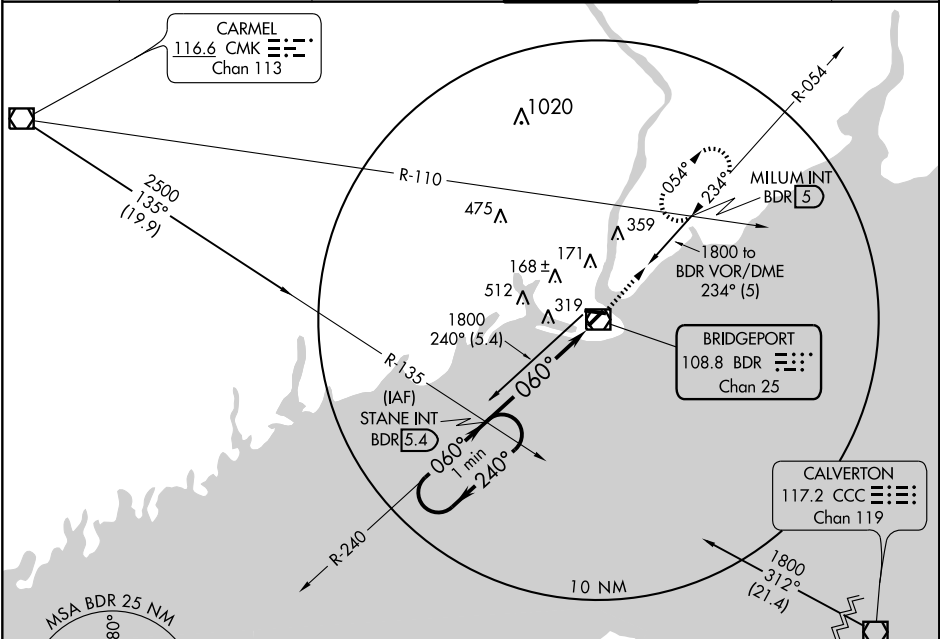 CARMEL
116.6 CMK
Chan 113
1020
R-054
2500
135°
(19.9)
R-110
054°
234°
MILUM INT
BDR 5
475
359
171
168 ±
512
319
1800 to
BDR VOR/DME
234° (5)
1800
240° (5.4)
R-135
060°
BRIDGEPORT
108.8 BDR
Chan 25
(IAF)
STANE INT
BDR 5.4
060°
1 min
240°
R-240
CALVERTON
117.2 CCC
Chan 119
1800
312°
(21.4)
10 NM
MSA BDR 25 NM
80°